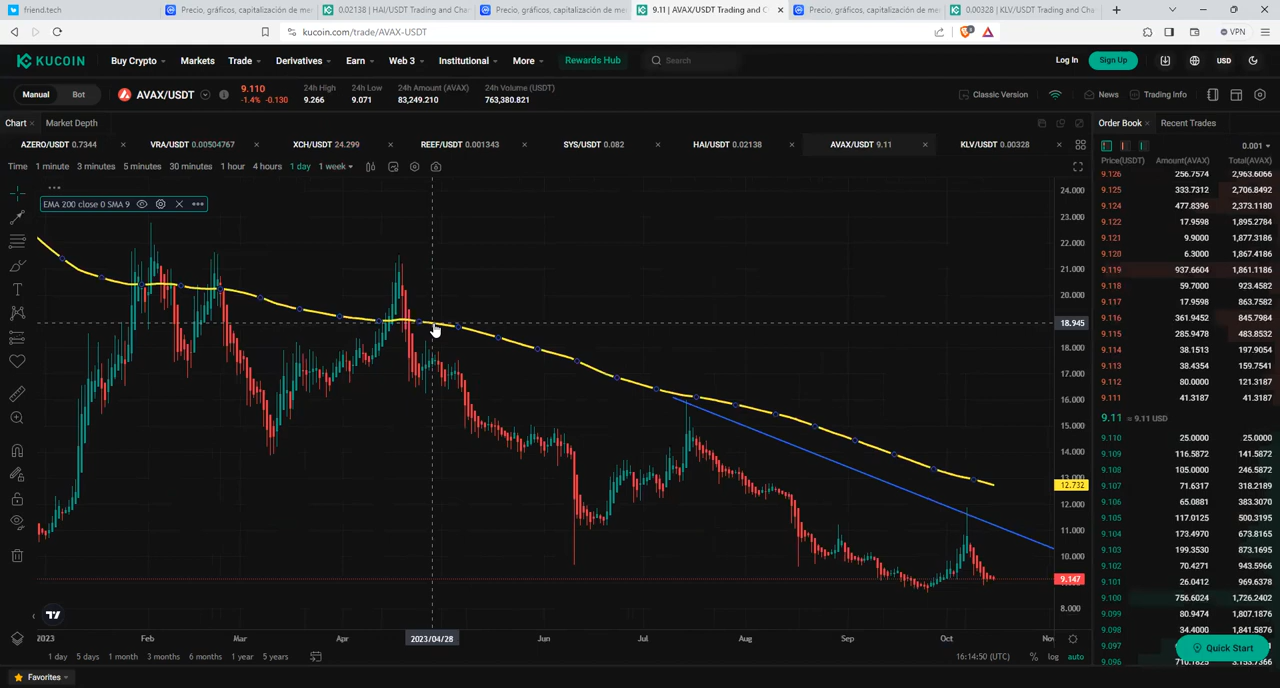 friend.tech
Precio, gráficos, capitalización de me
0.02138 | HAI/USDT Trading and Cha
Precio, gráficos, capitalización de me
9.11 | AVAX/USDT Trading and C
Precio, gráficos, capitalización de me
0.00328 | KLV/USDT Trading and Cha
kucoin.com/trade/AVAX-USDT
VPN
KUCOIN
Buy Crypto
Markets
Trade
Derivatives
Earn
Web 3
Institutional
More
Rewards Hub
Search
Log In
Sign Up
USD
Manual
Bot
AVAX/USDT
9.110
-1.4% -0.130
24h High
9.266
24h Low
9.071
24h Amount (AVAX)
83,249.210
24h Volume (USDT)
763,380.821
Classic Version
News
Trading Info
Chart
Market Depth
Order Book
Recent Trades
AZERO/USDT 0.7344
VRA/USDT 0.00504767
XCH/USDT 24.299
REEF/USDT 0.001343
SYS/USDT 0.082
HAI/USDT 0.02138
AVAX/USDT 9.11
KLV/USDT 0.00328
0.001
Time
1 minute
3 minutes
5 minutes
30 minutes
1 hour
4 hours
1 day
1 week
Price(USDT)
Amount(AVAX)
Total(AVAX)
EMA 200 close 0 SMA 9
24.000
23.000
22.000
21.000
20.000
18.945
18.000
17.000
16.000
15.000
14.000
13.000
12.732
12.000
11.000
10.000
9.147
8.000
9.126 256.7574 2,963.6066
9.125 333.7312 2,706.8492
9.124 477.8396 2,373.1180
9.122 17.9598 1,895.2784
9.121 9.9000 1,877.3186
9.120 6.3000 1,867.4186
9.119 937.6604 1,861.1186
9.118 59.7000 923.4582
9.117 17.9598 863.7582
9.116 361.9452 845.7984
9.115 285.9478 483.8532
9.114 38.1513 197.9054
9.113 38.4354 159.7541
9.112 80.0000 121.3187
9.111 41.3187 41.3187
9.11 ≈ 9.11 USD
9.110 25.0000 25.0000
9.109 116.5871 141.5871
9.108 105.0000 246.5872
9.107 71.6317 318.2189
9.106 65.0881 383.3070
9.105 117.0125 500.3195
9.104 173.4970 673.8165
9.103 199.3530 873.1695
9.102 70.4271 943.5966
9.101 26.0412 969.6378
9.100 756.6024 1,726.2402
9.099 80.9474 1,807.1876
9.098 34.4000 1,841.5876
9.097
9.096 710.1825 3,153.7366
Quick Start
2023
Feb
Mar
Apr
2023/04/28
Jun
Jul
Aug
Sep
Oct
1 day
5 days
1 month
3 months
6 months
1 year
5 years
16:14:50 (UTC)
%
log
auto
Favorites